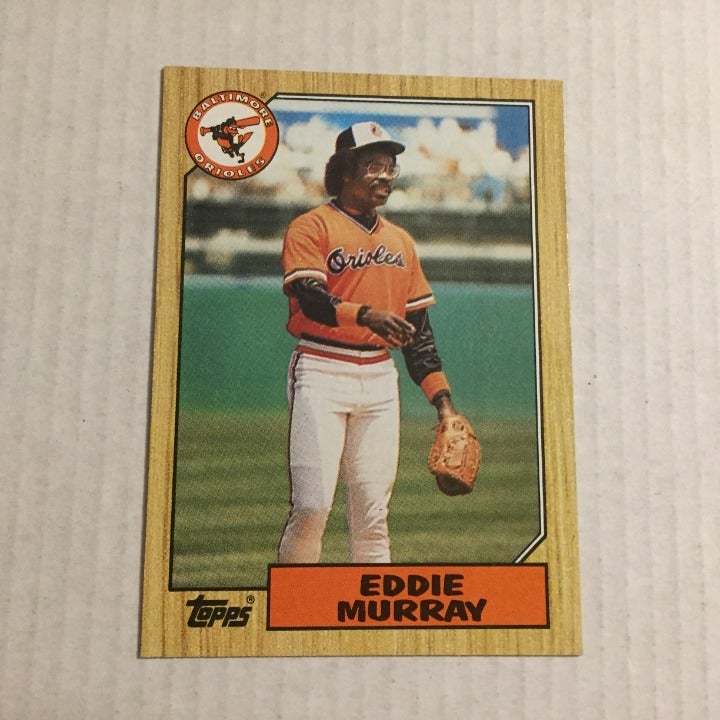 BALTIMORE
ORIOLES
Orioles
EDDIE
MURRAY
topps®